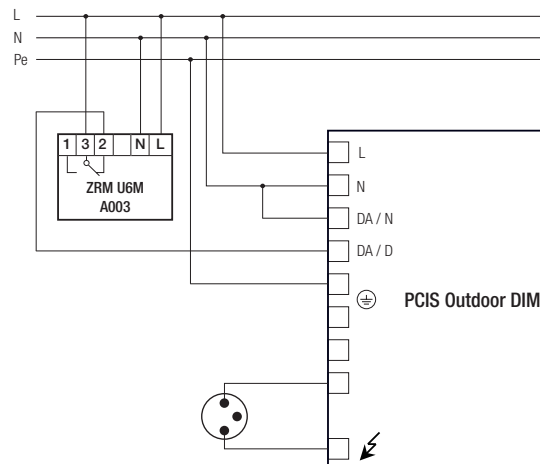 L
N
Pe
1 3 2 N L
ZRM U6M
A003
L
N
DA / N
DA / D
PCIS Outdoor DIM